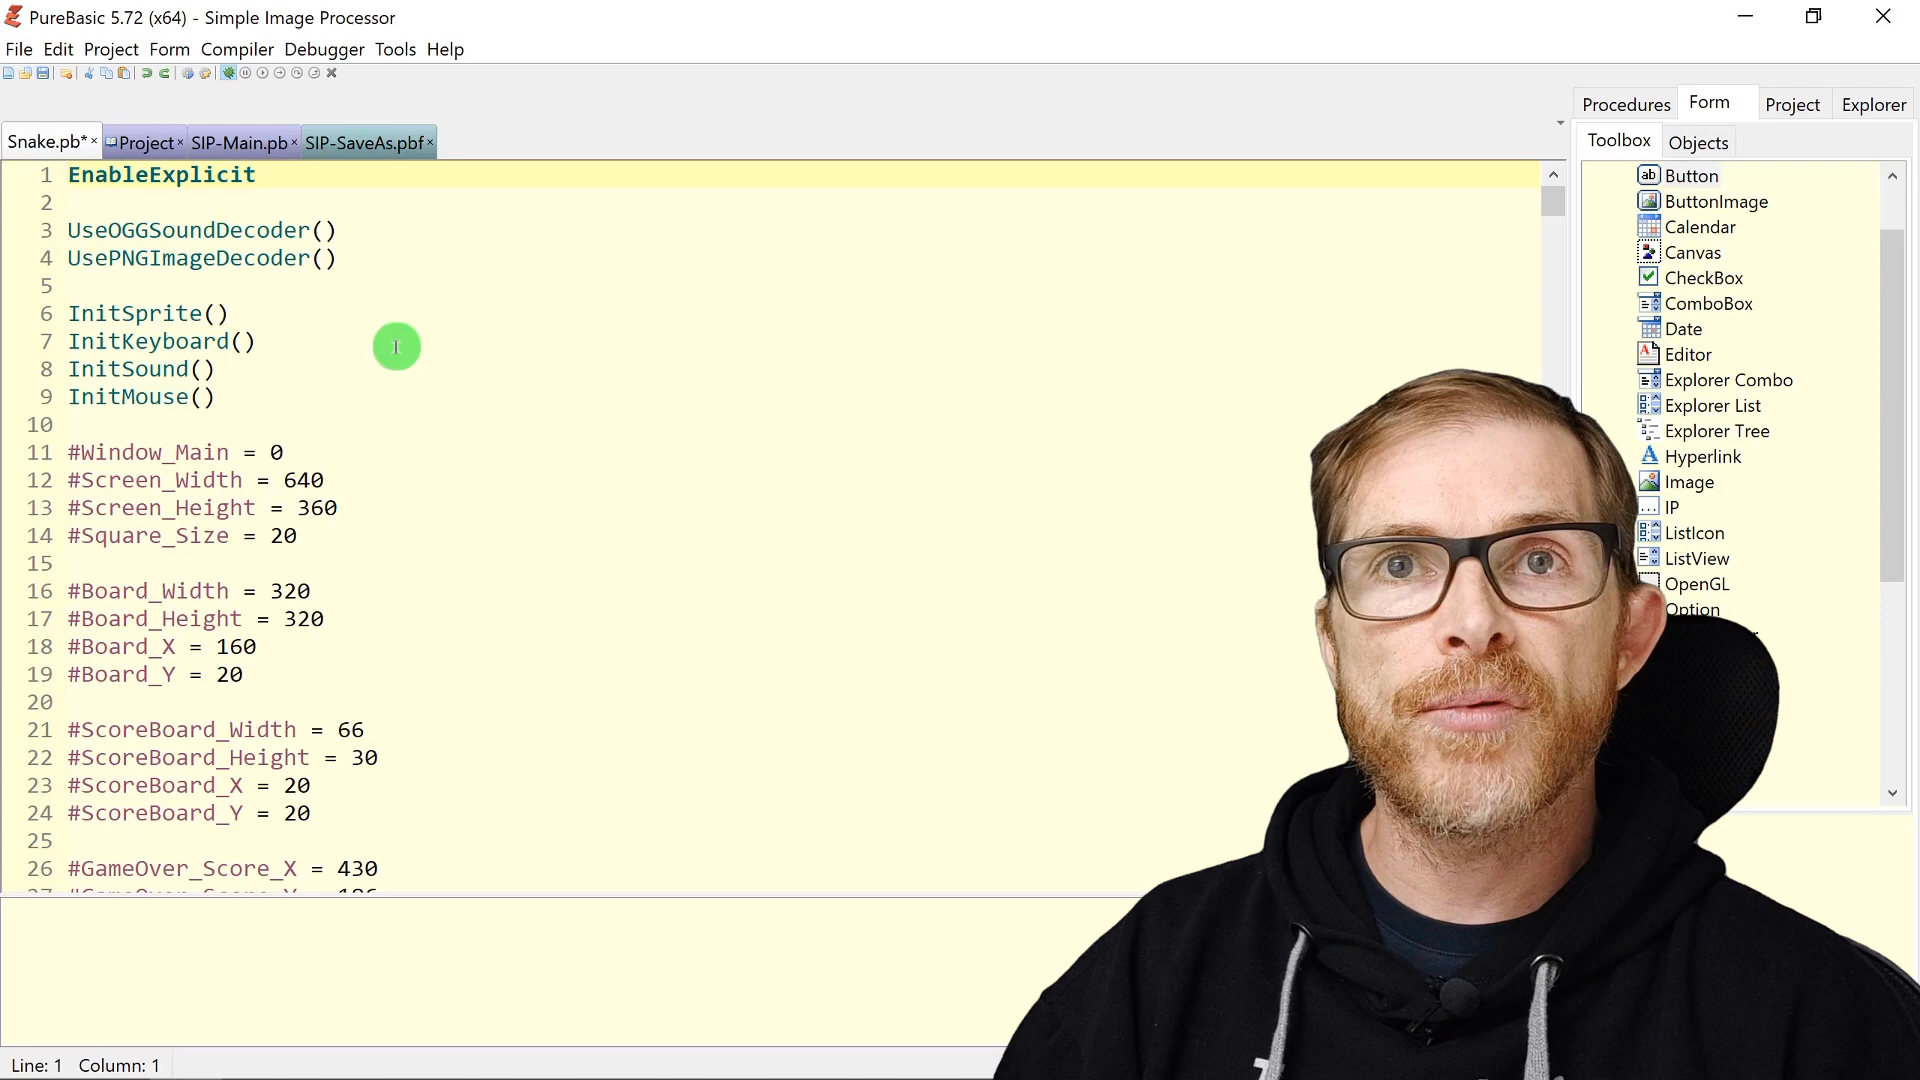 PureBasic 5.72 (x64) - Simple Image Processor
File Edit Project Form Compiler Debugger Tools Help
Procedures Form Project Explorer
Snake.pb* Project SIP-Main.pb SIP-SaveAs.pbf
Toolbox Objects
1 EnableExplicit
2
3 UseOGGSoundDecoder()
4 UsePNGImageDecoder()
5
6 InitSprite()
7 InitKeyboard()
8 InitSound()
9 InitMouse()
10
11 #Window_Main = 0
12 #Screen_Width = 640
13 #Screen_Height = 360
14 #Square_Size = 20
15
16 #Board_Width = 320
17 #Board_Height = 320
18 #Board_X = 160
19 #Board_Y = 20
20
21 #ScoreBoard_Width = 66
22 #ScoreBoard_Height = 30
23 #ScoreBoard_X = 20
24 #ScoreBoard_Y = 20
25
26 #GameOver_Score_X = 430
Button
ButtonImage
Calendar
Canvas
CheckBox
ComboBox
Date
Editor
Explorer Combo
Explorer List
Explorer Tree
Hyperlink
Image
IP
ListIcon
ListView
OpenGL
Option
Line: 1 Column: 1